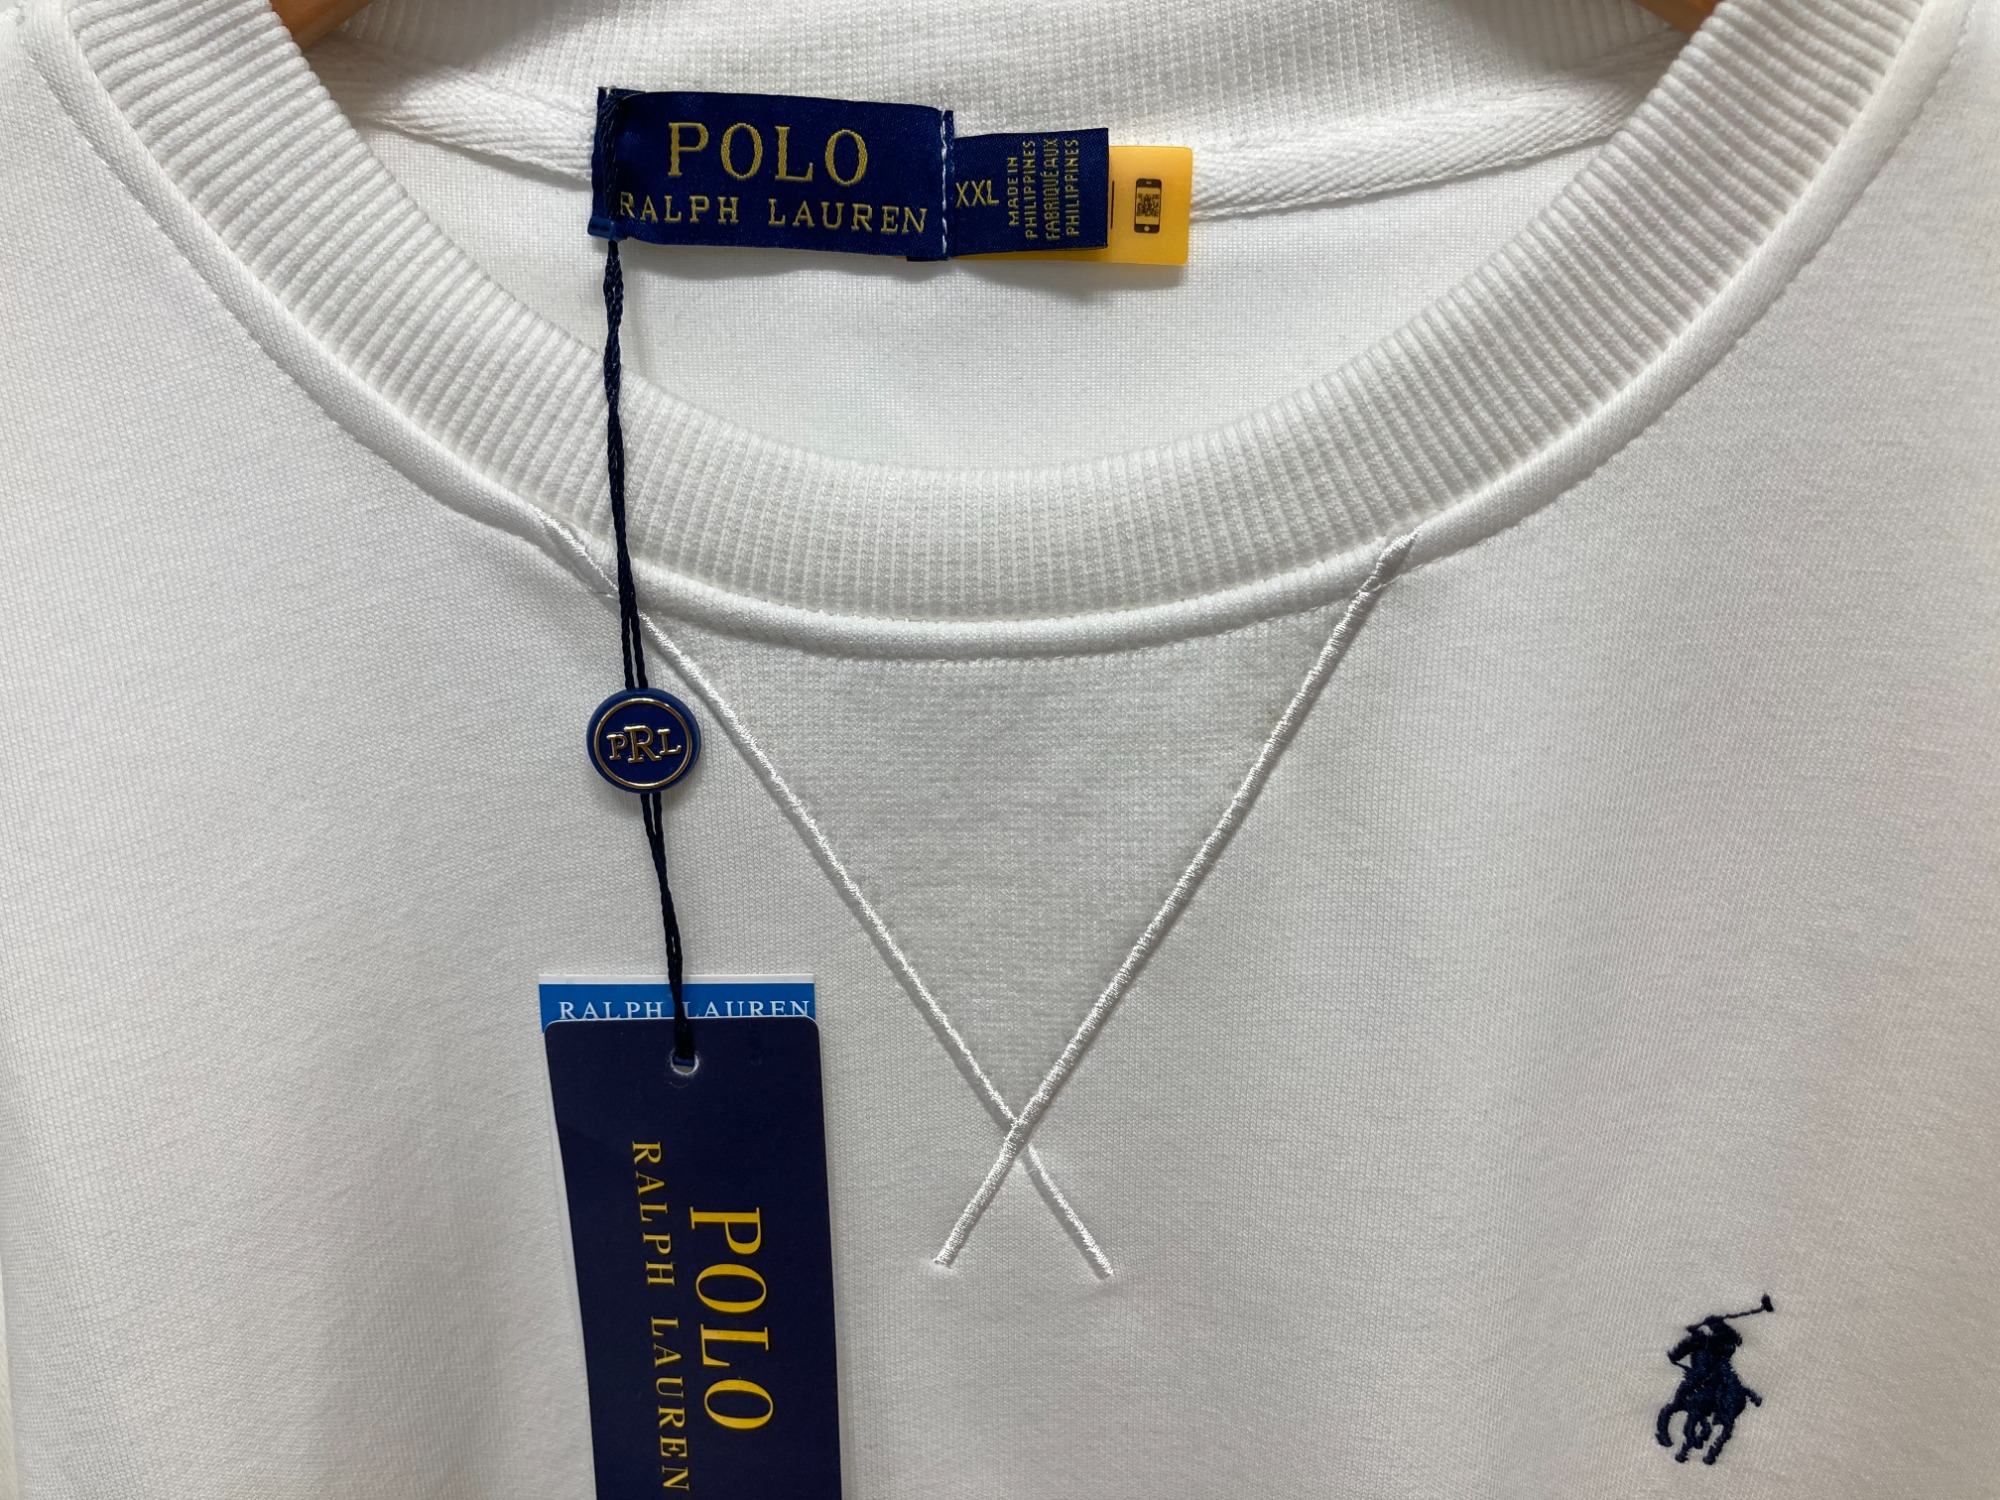 POLO
RALPH LAUREN
XXL
MADE IN
PHILIPPINES
FABRIQUÉ AUX
PHILIPPINES
PRL
RALPH LAUREN
POLO
RALPH LAUREN